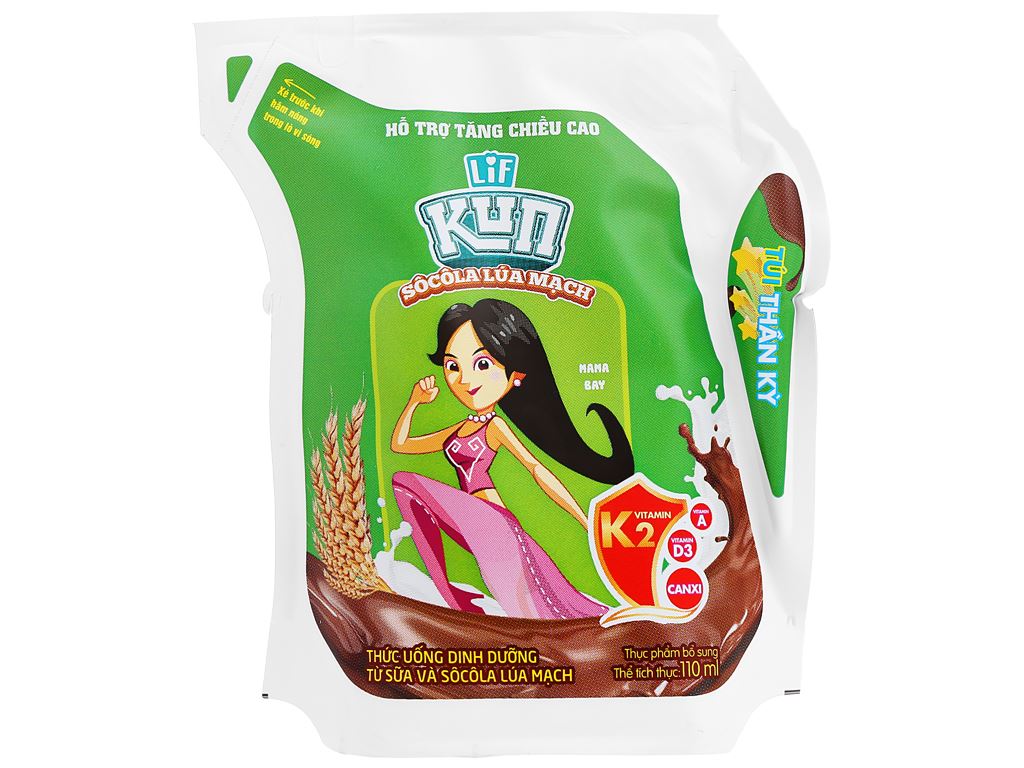 Xé trước khi
hâm nóng
trong lò vi sóng
HỖ TRỢ TĂNG CHIỀU CAO
LiF
KUN
SÔCÔLA LÚA MẠCH
TÚI THẦN KỲ
MAMA
BAY
VITAMIN
K2
VITAMIN
A
VITAMIN
D3
CANXI
THỨC UỐNG DINH DƯỠNG
TỪ SỮA VÀ SÔCÔLA LÚA MẠCH
Thực phẩm bổ sung
Thể tích thực: 110 ml